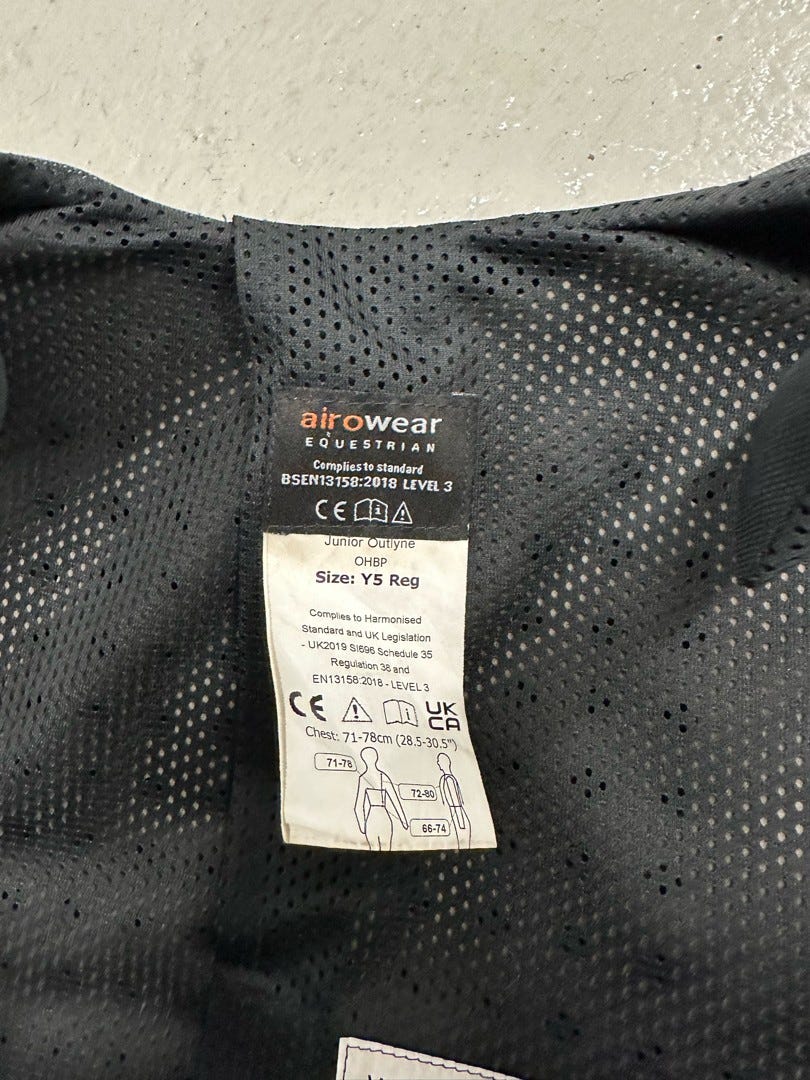 airowear
EQUESTRIAN
Complies to standard
BSEN13158:2018 LEVEL 3
CE
Junior Outlyne
OHBP
Size: Y5 Reg
Complies to Harmonised
Standard and UK Legislation
- UK2019 SI696 Schedule 35
Regulation 38 and
EN13158:2018 - LEVEL 3
CE UK
CA
Chest: 71-78cm (28.5-30.5")
71-78
72-80
66-74